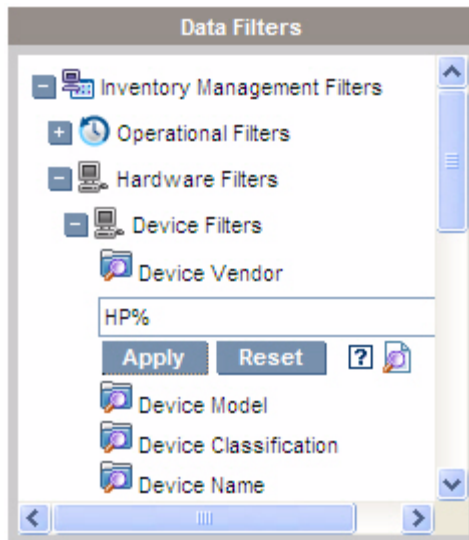 Data Filters
Inventory Management Filters
Operational Filters
Hardware Filters
Device Filters
Device Vendor
HP%
Apply Reset ?
Device Model
Device Classification
Device Name